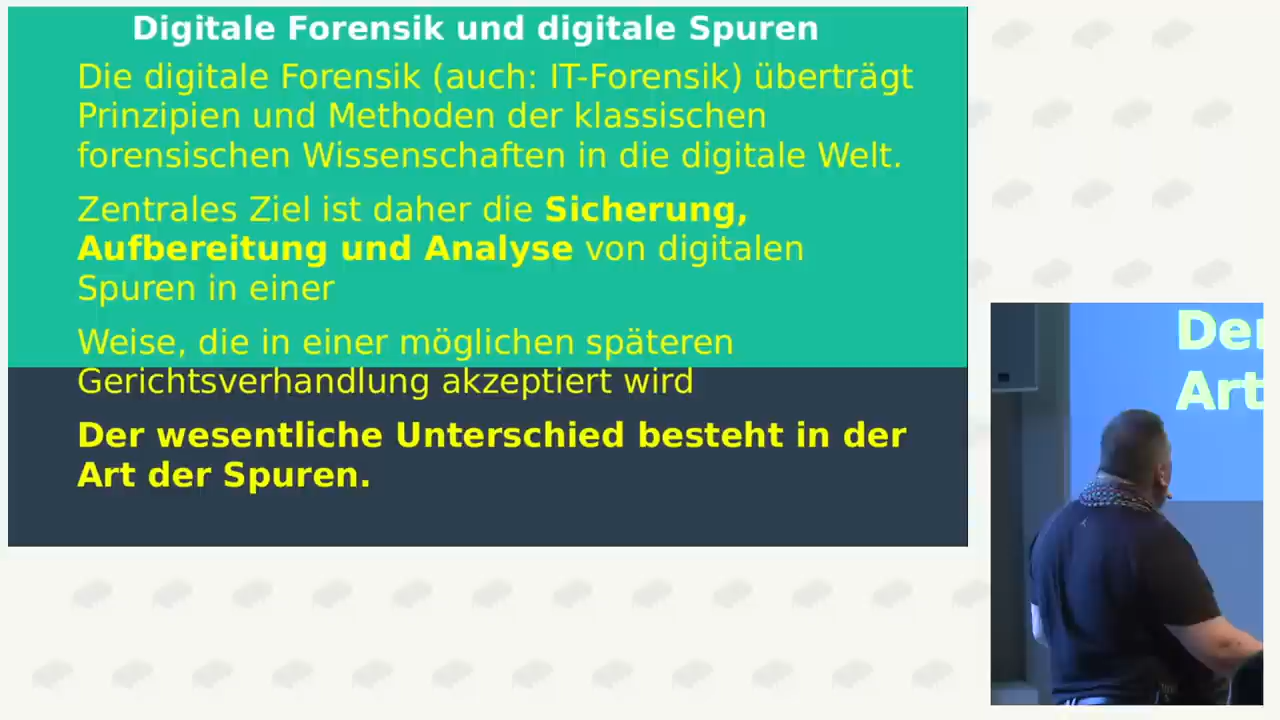 Digitale Forensik und digitale Spuren
Die digitale Forensik (auch: IT-Forensik) überträgt
Prinzipien und Methoden der klassischen
forensischen Wissenschaften in die digitale Welt.
Zentrales Ziel ist daher die Sicherung,
Aufbereitung und Analyse von digitalen
Spuren in einer
Weise, die in einer möglichen späteren
Gerichtsverhandlung akzeptiert wird
Der wesentliche Unterschied besteht in der
Art der Spuren.
Der
Art